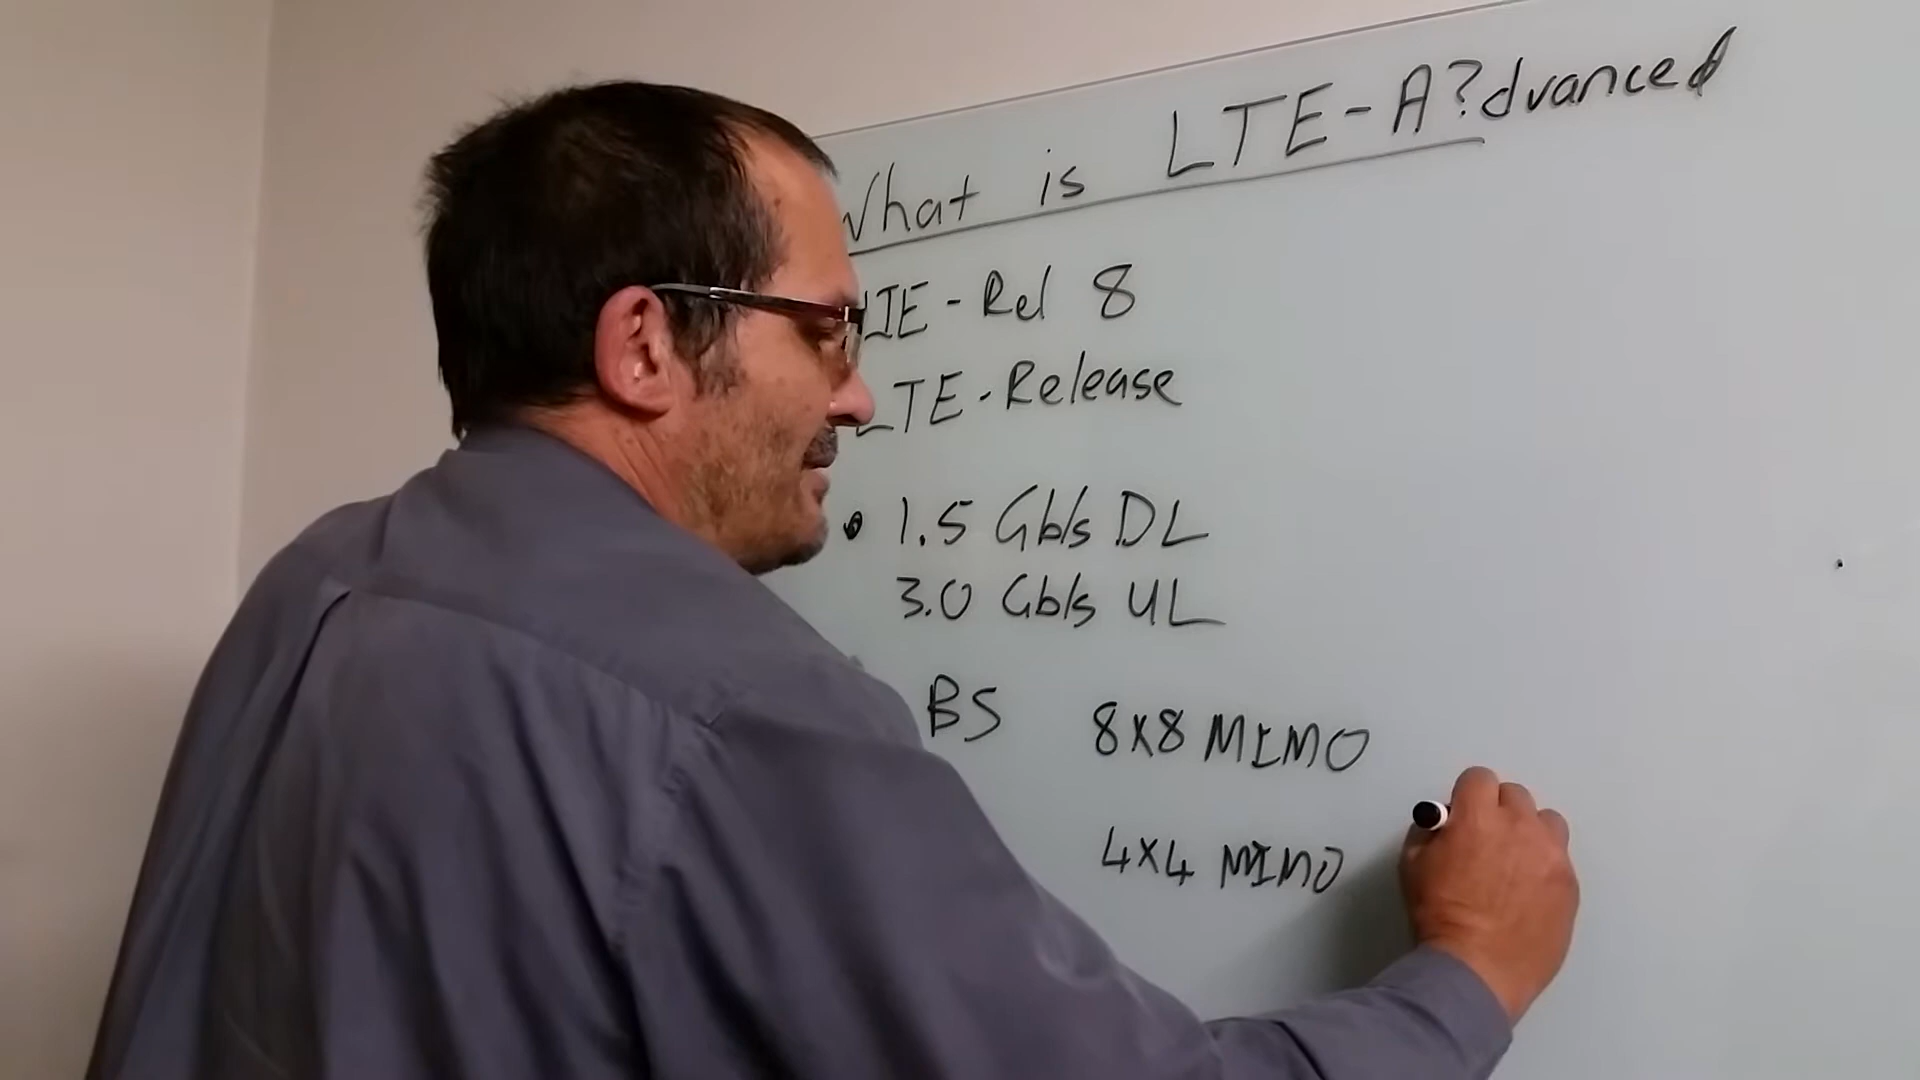 What is LTE-A?dvanced
LTE-Rel 8
LTE-Release
• 1.5 Gb/s DL
3.0 Gb/s UL
BS 8x8 MIMO
4x4 MIMO